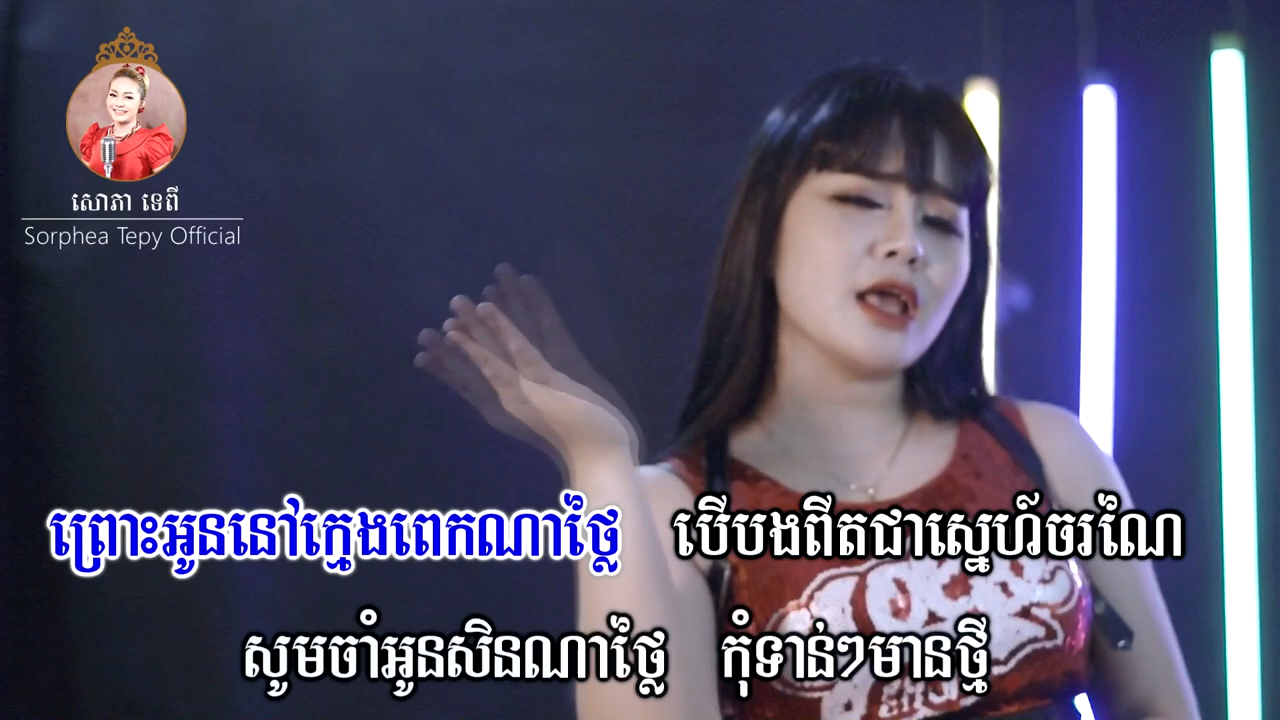 សោភា ទេពី
Sorphea Tepy Official
ព្រោះអូននៅក្មេងពេកណាថ្លៃ បើបងពីតជាស្នេហ៍ចរណៃ
សូមចាំអូនសិនណាថ្លៃ កុំទាន់ៗមានថ្មី